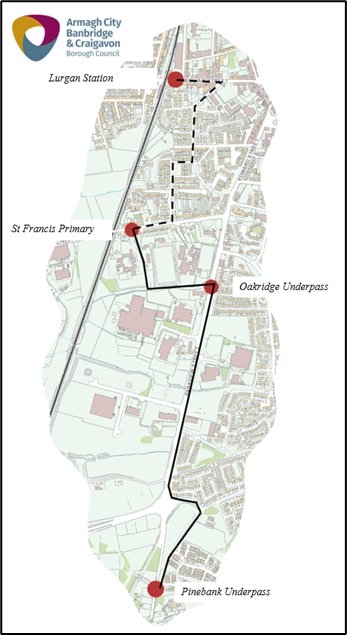 Armagh City
Banbridge
& Craigavon
Borough Council
Lurgan Station
St Francis Primary
Oakridge Underpass
Pinebank Underpass